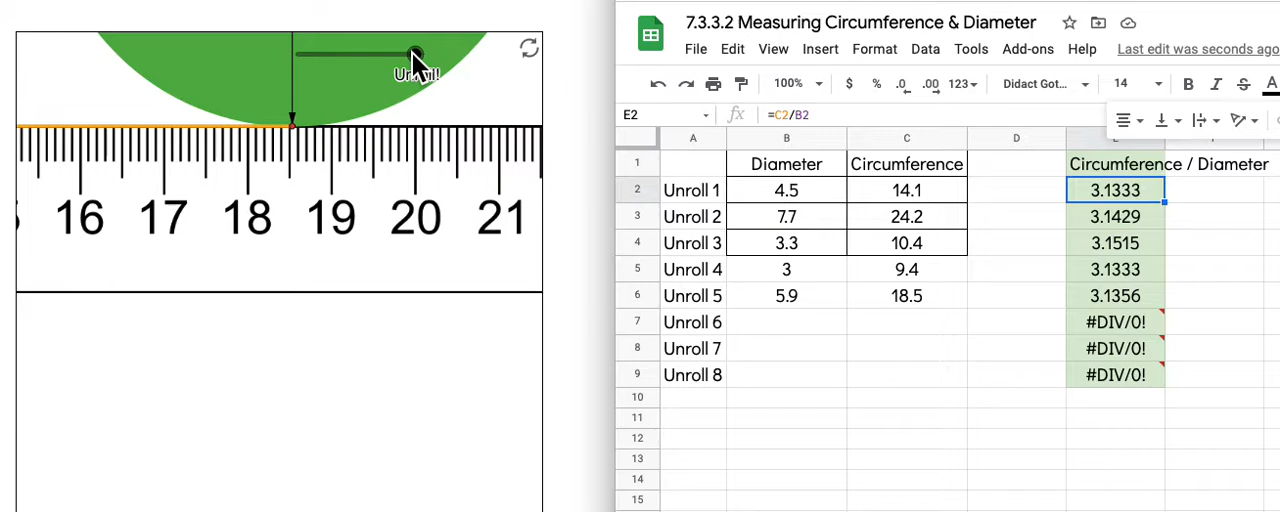 Unroll!
16 17 18 19 20 21
7.3.3.2 Measuring Circumference & Diameter
File Edit View Insert Format Data Tools Add-ons Help Last edit was seconds ago
100% $ % .0 .00 123 Didact Got... 14 B I S A
E2 fx =C2/B2
A B C D
1 Diameter Circumference Circumference / Diameter
2 Unroll 1 4.5 14.1 3.1333
3 Unroll 2 7.7 24.2 3.1429
4 Unroll 3 3.3 10.4 3.1515
5 Unroll 4 3 9.4 3.1333
6 Unroll 5 5.9 18.5 3.1356
7 Unroll 6 #DIV/0!
8 Unroll 7 #DIV/0!
9 Unroll 8 #DIV/0!
10
11
12
13
14
15